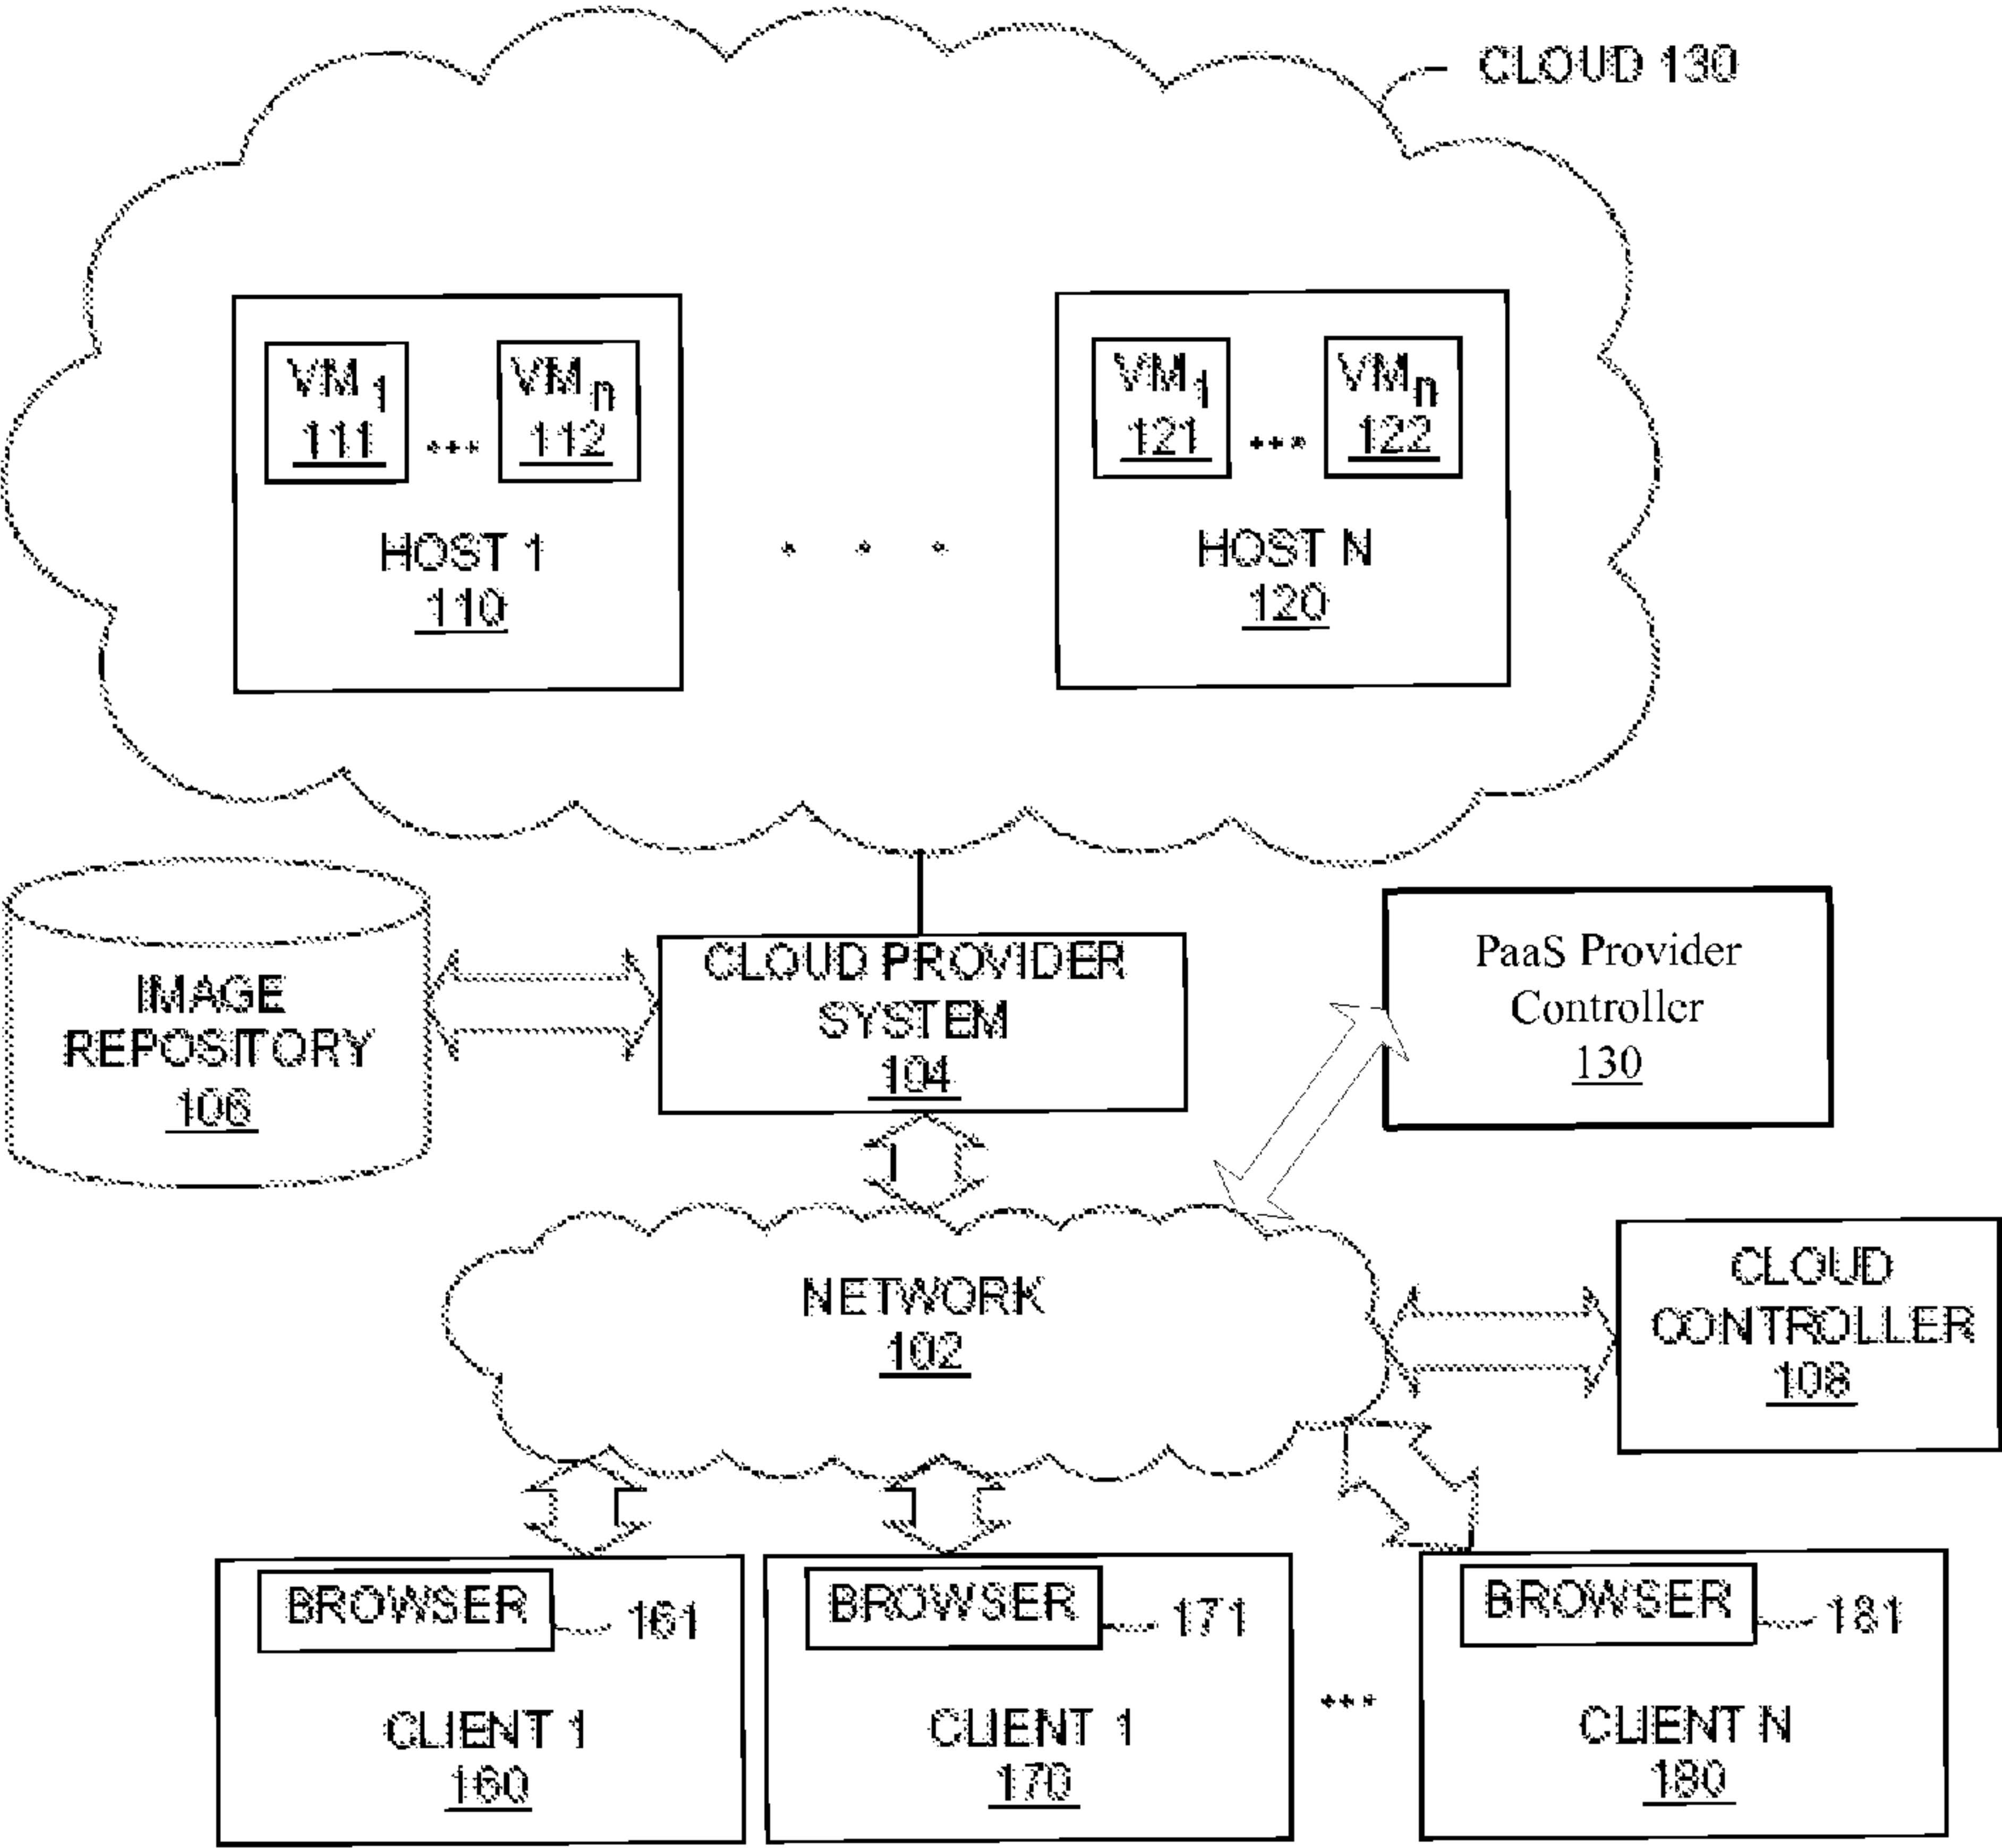 CLOUD 130
VM1
111
...
VMn
112
HOST 1
110
. . .
VM1
121
...
VMn
122
HOST N
120
IMAGE
REPOSITORY
106
CLOUD PROVIDER
SYSTEM
104
PaaS Provider
Controller
130
NETWORK
102
CLOUD
CONTROLLER
108
BROWSER
161
CLIENT 1
160
BROWSER
171
CLIENT 1
170
...
BROWSER
181
CLIENT N
180